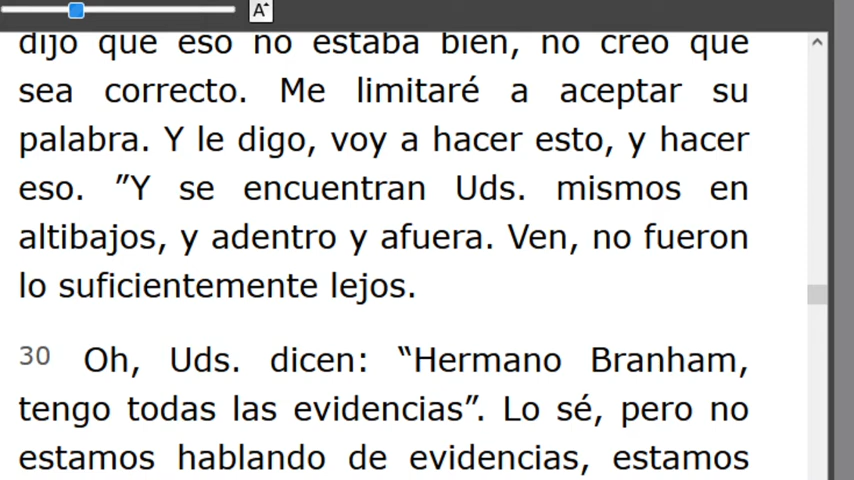 A
dijo que eso no estaba bien, no creo que
sea correcto. Me limitaré a aceptar su
palabra. Y le digo, voy a hacer esto, y hacer
eso. ”Y se encuentran Uds. mismos en
altibajos, y adentro y afuera. Ven, no fueron
lo suficientemente lejos.
30 Oh, Uds. dicen: “Hermano Branham,
tengo todas las evidencias”. Lo sé, pero no
estamos hablando de evidencias, estamos